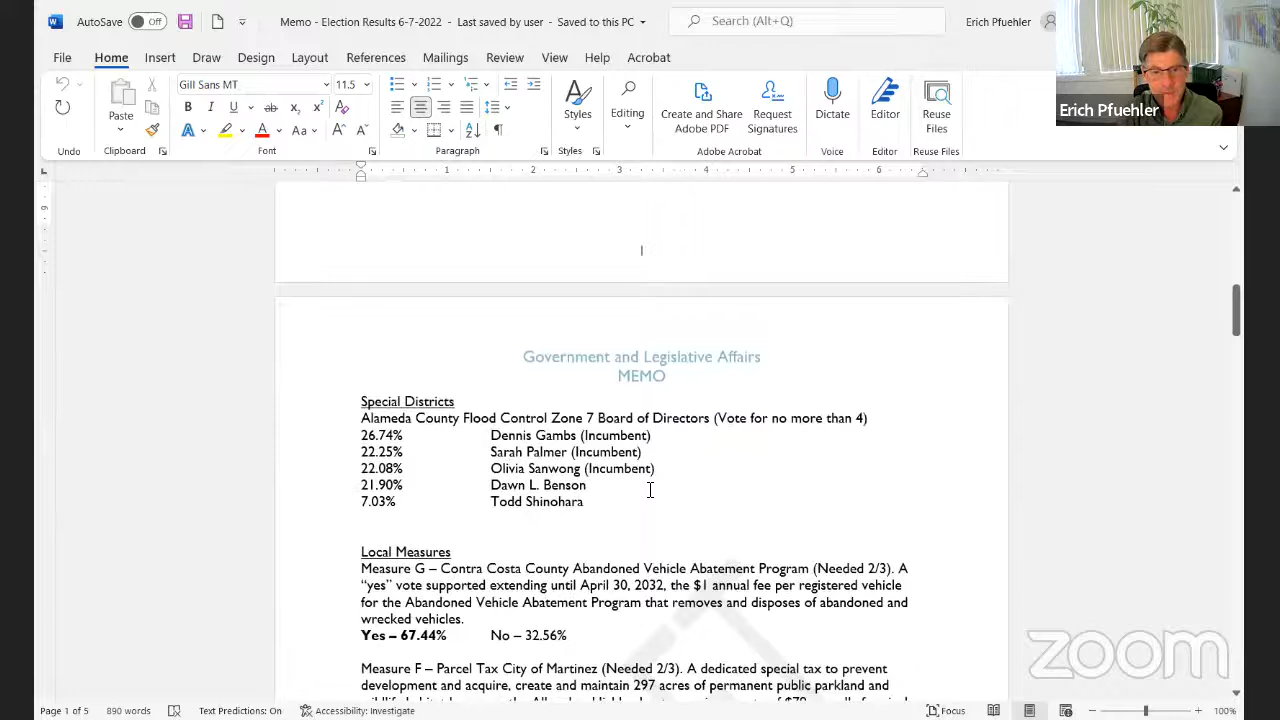 AutoSave Off Memo - Election Results 6-7-2022 - Last saved by user - Saved to this PC Search (Alt+Q) Erich Pfuehler
File Home Insert Draw Design Layout References Mailings Review View Help Acrobat
Gill Sans MT 11.5
Paste Styles Editing Create and Share Adobe PDF Request Signatures Dictate Editor Reuse Files
Undo Clipboard Font Paragraph Styles Adobe Acrobat Voice Editor Reuse Files
Erich Pfuehler
1 2 3 4 5 6
Government and Legislative Affairs
MEMO
Special Districts
Alameda County Flood Control Zone 7 Board of Directors (Vote for no more than 4)
26.74% Dennis Gambs (Incumbent)
22.25% Sarah Palmer (Incumbent)
22.08% Olivia Sanwong (Incumbent)
21.90% Dawn L. Benson
7.03% Todd Shinohara
Local Measures
Measure G – Contra Costa County Abandoned Vehicle Abatement Program (Needed 2/3). A
“yes” vote supported extending until April 30, 2032, the $1 annual fee per registered vehicle
for the Abandoned Vehicle Abatement Program that removes and disposes of abandoned and
wrecked vehicles.
Yes – 67.44% No – 32.56%
Measure F – Parcel Tax City of Martinez (Needed 2/3). A dedicated special tax to prevent
development and acquire, create and maintain 297 acres of permanent public parkland and
zoom
Page 1 of 5 890 words Text Predictions: On Accessibility: Investigate Focus 100%